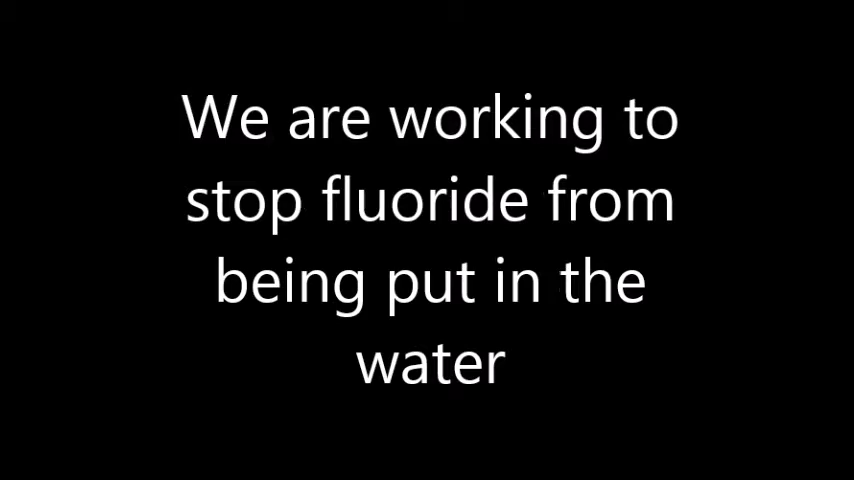 We are working to
stop fluoride from
being put in the
water